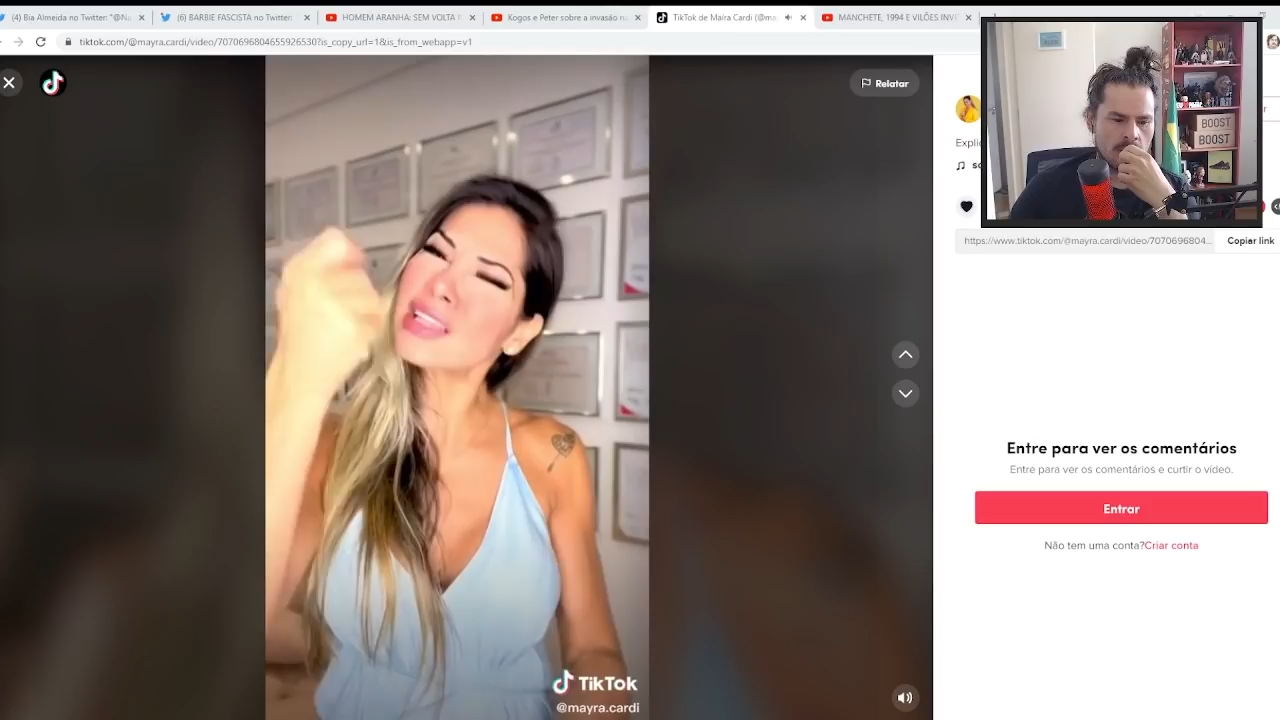 (4) Bia Almeida no Twitter: "@Na
(6) BARBIE FASCISTA no Twitter:
HOMEM ARANHA: SEM VOLTA
Kogos e Peter sobre a invasão
TikTok de Maíra Cardi (@ma
MANCHETE, 1994 E VILÕES INV
tiktok.com/@mayra.cardi/video/7070696804655926530?is_copy_url=1&is_from_webapp=v1
Relatar
BOOST
BOOST
https://www.tiktok.com/@mayra.cardi/video/7070696804...
Copiar link
Entre para ver os comentários
Entre para ver os comentários e curtir o vídeo.
Entrar
Não tem uma conta?Criar conta
TikTok
@mayra.cardi